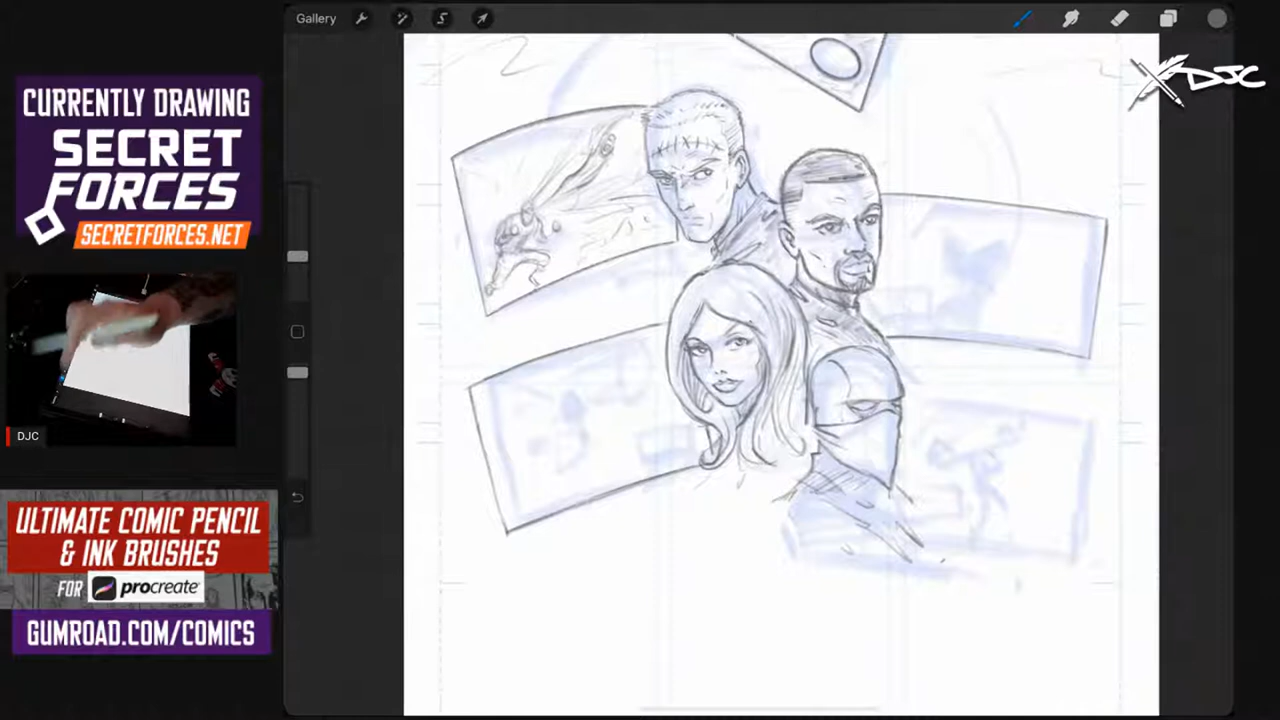 Gallery
DJC
CURRENTLY DRAWING
SECRET
FORCES
SECRETFORCES.NET
DJC
ULTIMATE COMIC PENCIL
& INK BRUSHES
FOR procreate
GUMROAD.COM/COMICS